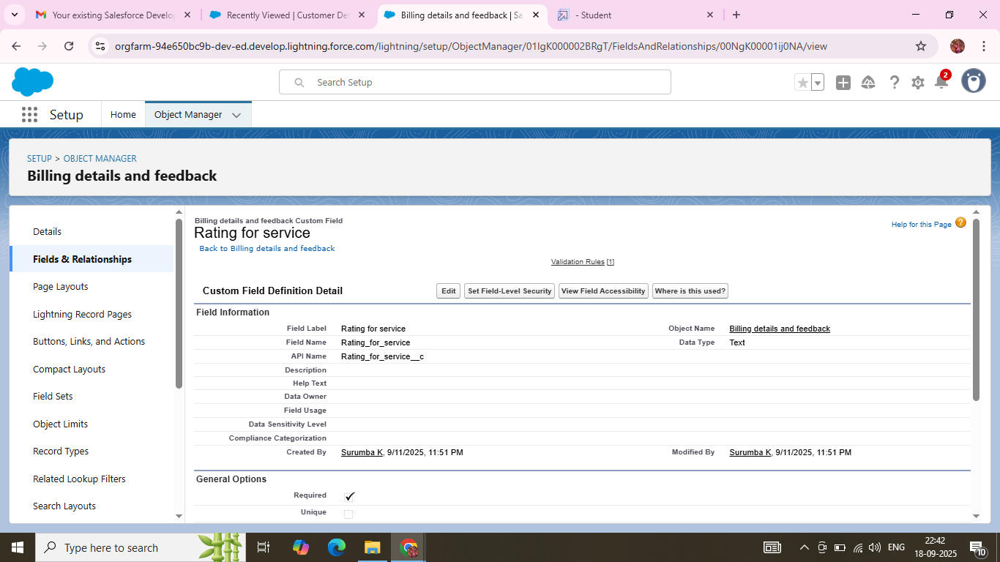 Your existing Salesforce Develo
Recently Viewed | Customer De
Billing details and feedback | Sa
- Student
orgfarm-94e650bc9b-dev-ed.develop.lightning.force.com/lightning/setup/ObjectManager/01IgK000002BRgT/FieldsAndRelationships/00NgK00001ij0NA/view
Search Setup
2
Setup
Home
Object Manager
SETUP > OBJECT MANAGER
Billing details and feedback
Details
Fields & Relationships
Page Layouts
Lightning Record Pages
Buttons, Links, and Actions
Compact Layouts
Field Sets
Object Limits
Record Types
Related Lookup Filters
Search Layouts
Billing details and feedback Custom Field
Rating for service
Back to Billing details and feedback
Help for this Page ?
Validation Rules [1]
Custom Field Definition Detail Edit Set Field-Level Security View Field Accessibility Where is this used?
Field Information
Field Label Rating for service Object Name Billing details and feedback
Field Name Rating_for_service Data Type Text
API Name Rating_for_service__c
Description
Help Text
Data Owner
Field Usage
Data Sensitivity Level
Compliance Categorization
Created By Surumba K, 9/11/2025, 11:51 PM Modified By Surumba K, 9/11/2025, 11:51 PM
General Options
Required
Unique
Type here to search
ENG
22:42
18-09-2025
10